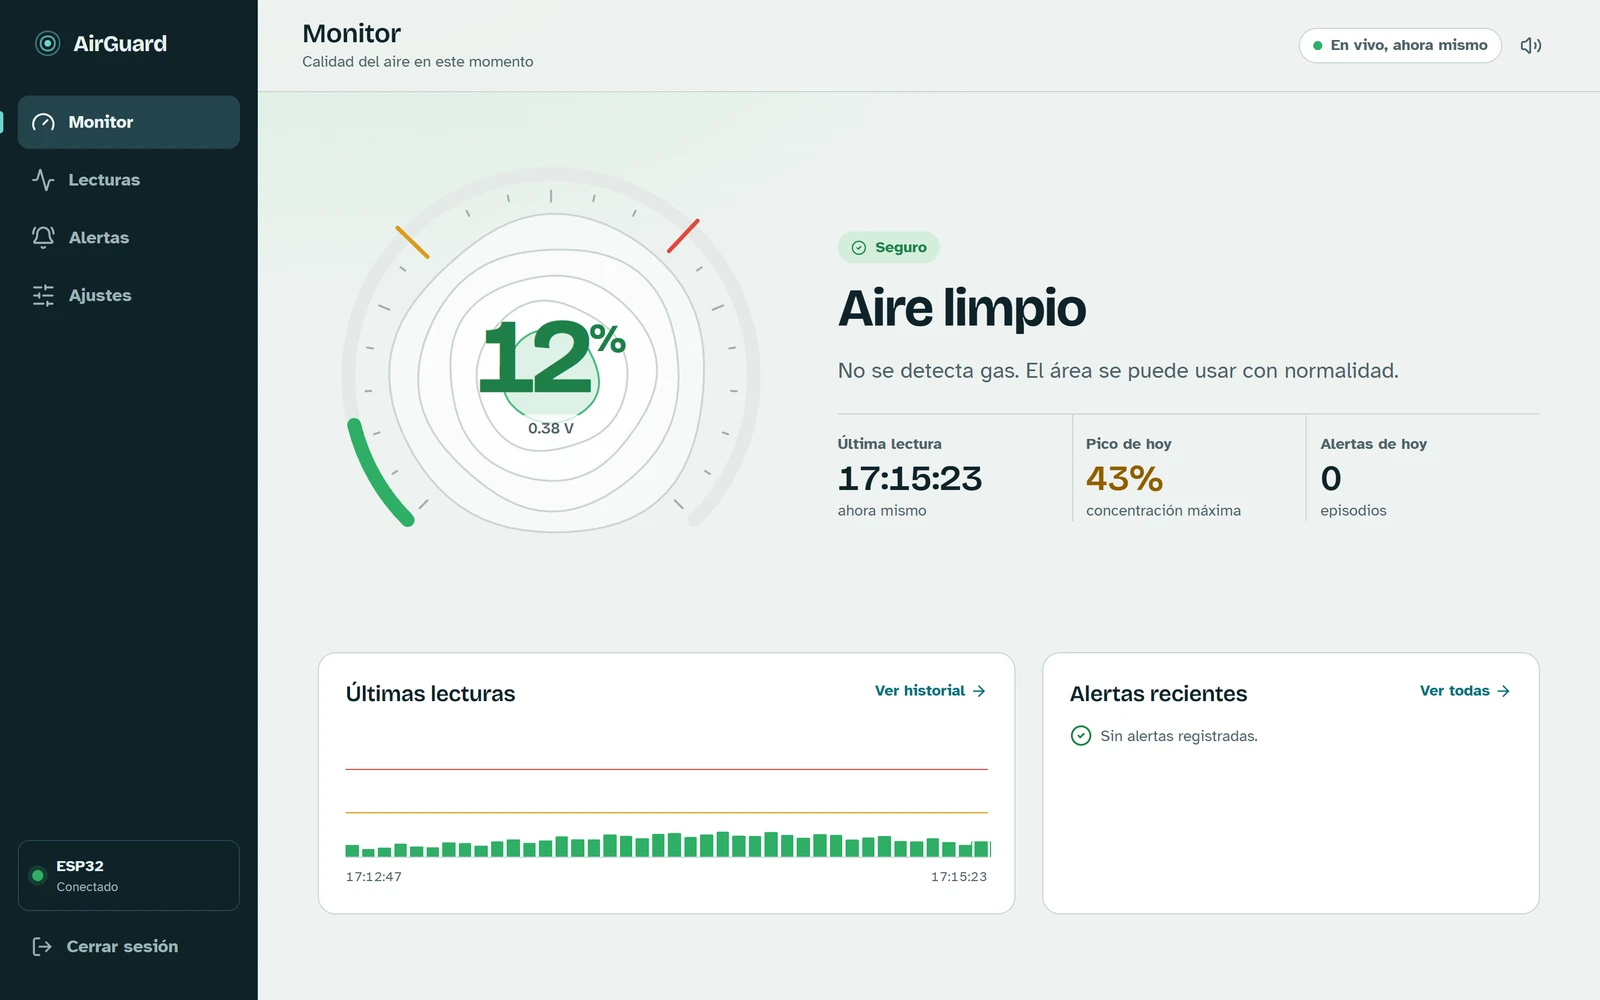 AirGuard
Monitor
Lecturas
Alertas
Ajustes
ESP32
Conectado
Cerrar sesión
Monitor
Calidad del aire en este momento
En vivo, ahora mismo
12%
0.38 V
Seguro
Aire limpio
No se detecta gas. El área se puede usar con normalidad.
Última lectura
17:15:23
ahora mismo
Pico de hoy
43%
concentración máxima
Alertas de hoy
0
episodios
Últimas lecturas
Ver historial
17:12:47
17:15:23
Alertas recientes
Ver todas
Sin alertas registradas.